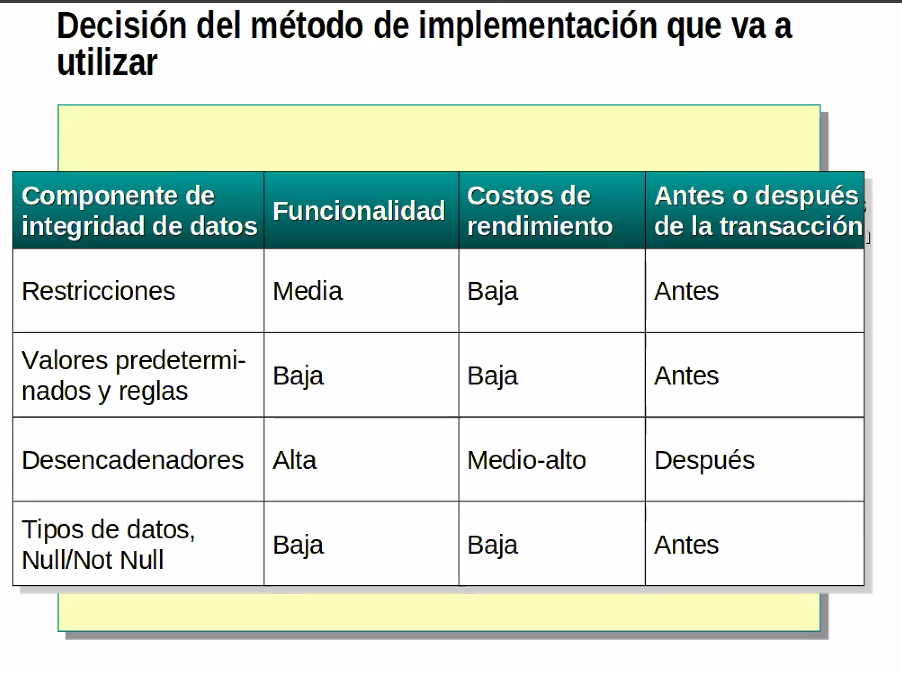 Decisión del método de implementación que va a
utilizar
Componente de
integridad de datos
Funcionalidad
Costos de
rendimiento
Antes o después
de la transacción
Restricciones
Media
Baja
Antes
Valores predetermi-
nados y reglas
Baja
Baja
Antes
Desencadenadores
Alta
Medio-alto
Después
Tipos de datos,
Null/Not Null
Baja
Baja
Antes